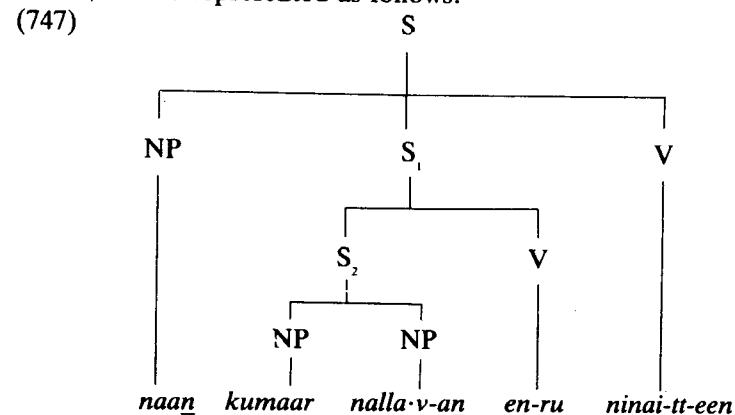 (747) S
NP S₁ V
S₂ V
NP NP
naan̲ kumaar nalla·v-an en-ru ninai-tt-een